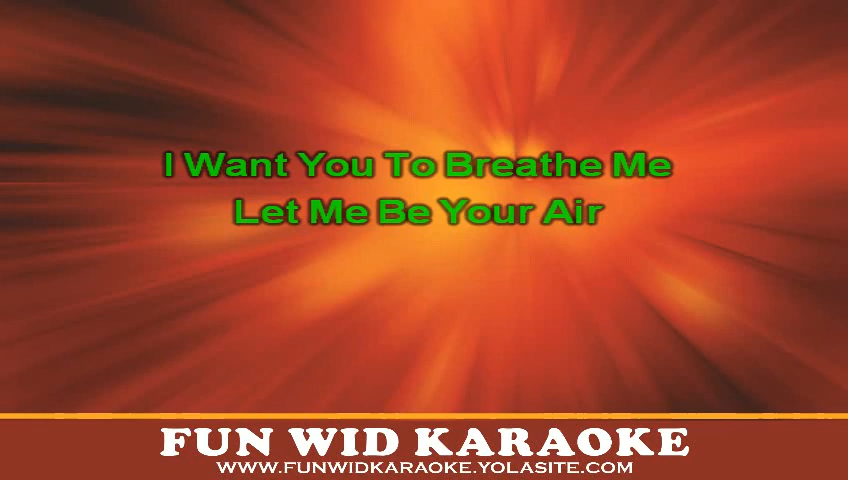 I Want You To Breathe Me
Let Me Be Your Air
FUN WID KARAOKE
WWW.FUNWIDKARAOKE.YOLASITE.COM